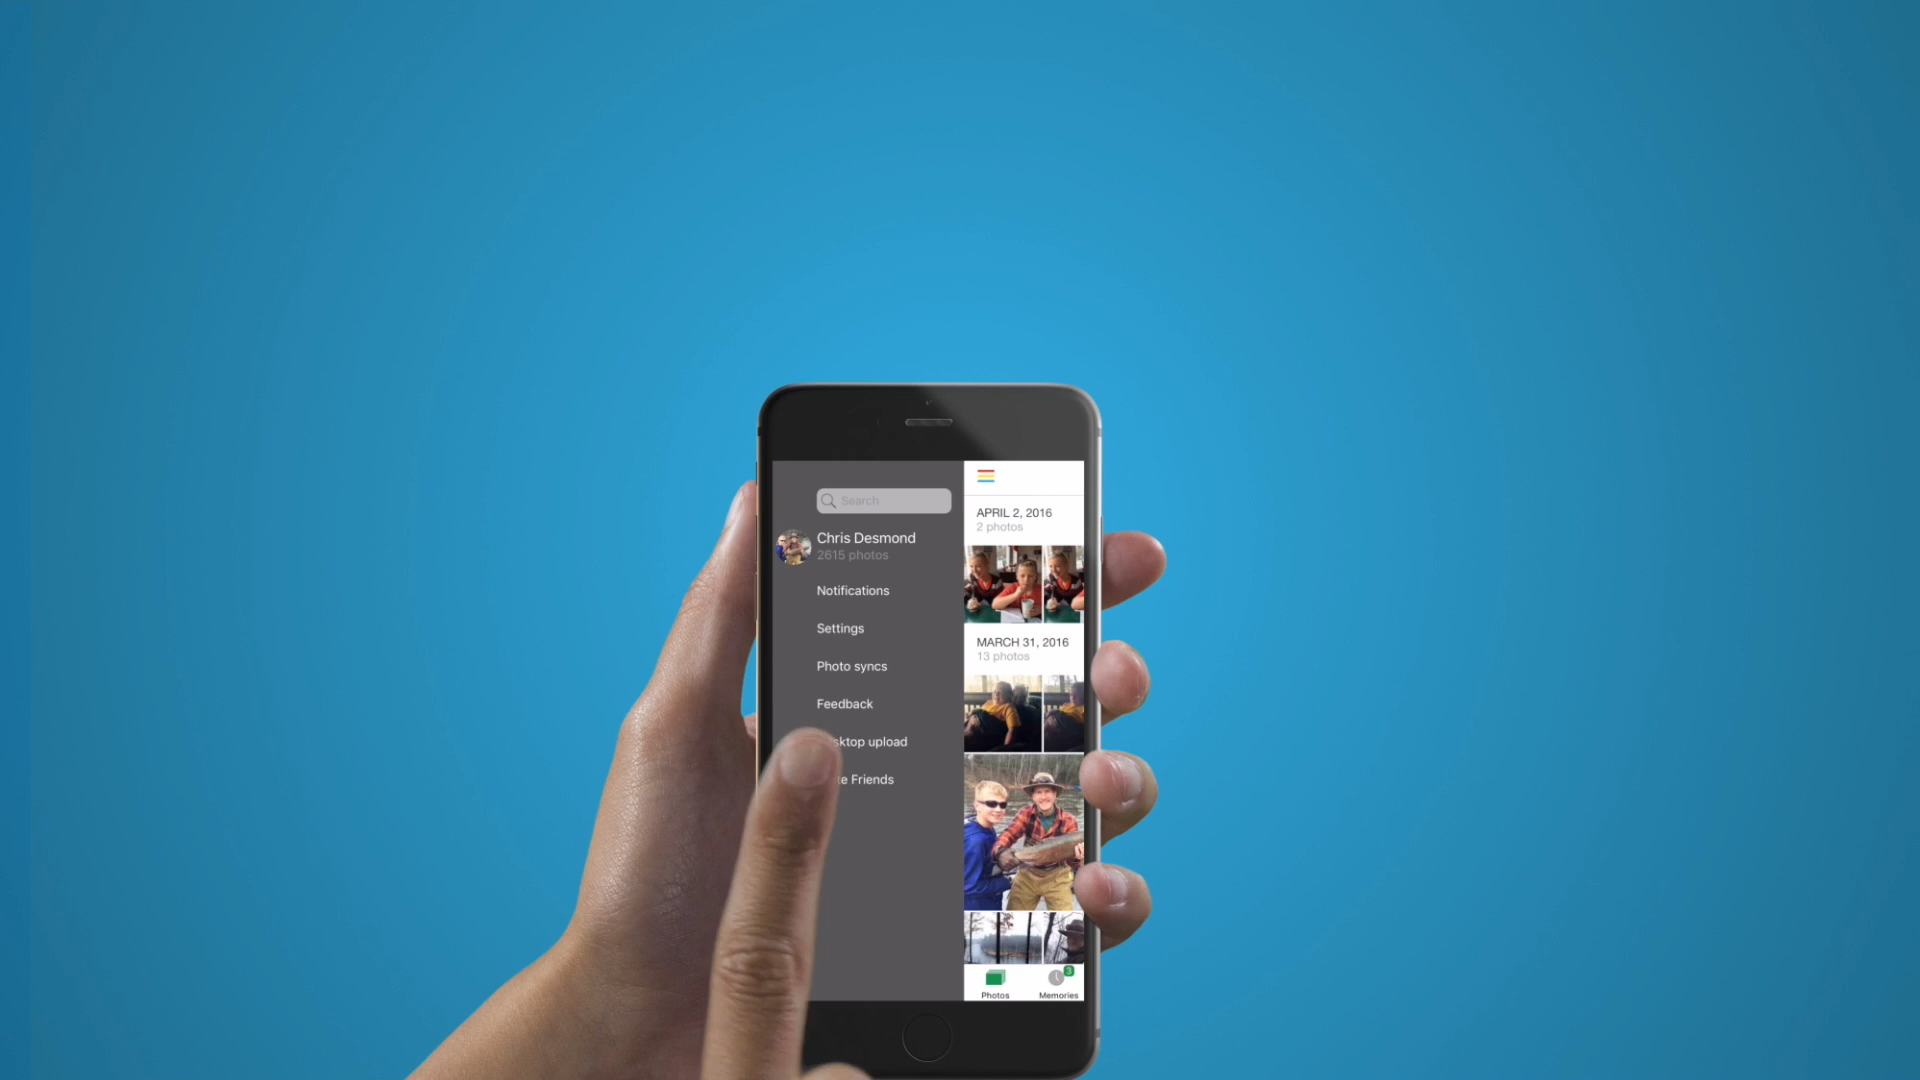 Search
Chris Desmond
2615 photos
Notifications
Settings
Photo syncs
Feedback
sktop upload
te Friends
APRIL 2, 2016
2 photos
MARCH 31, 2016
13 photos
Photos
3
Memories